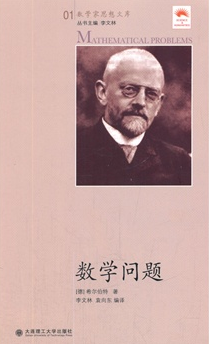 01 数学家思想文库
丛书主编 李文林
MATHEMATICAL PROBLEMS
数学问题
[德] 希尔伯特 著
李文林 袁向东 编译
大连理工大学出版社